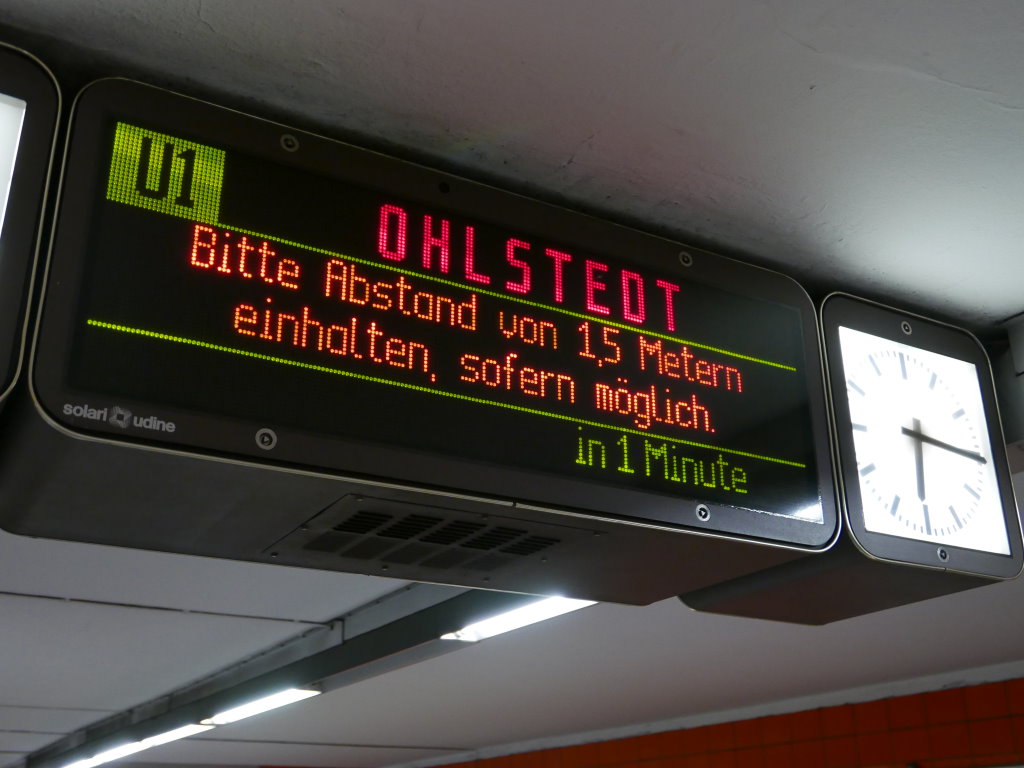 U1
OHLSTEDT
Bitte Abstand von 1,5 Metern
einhalten, sofern möglich.
in 1 Minute
solari udine